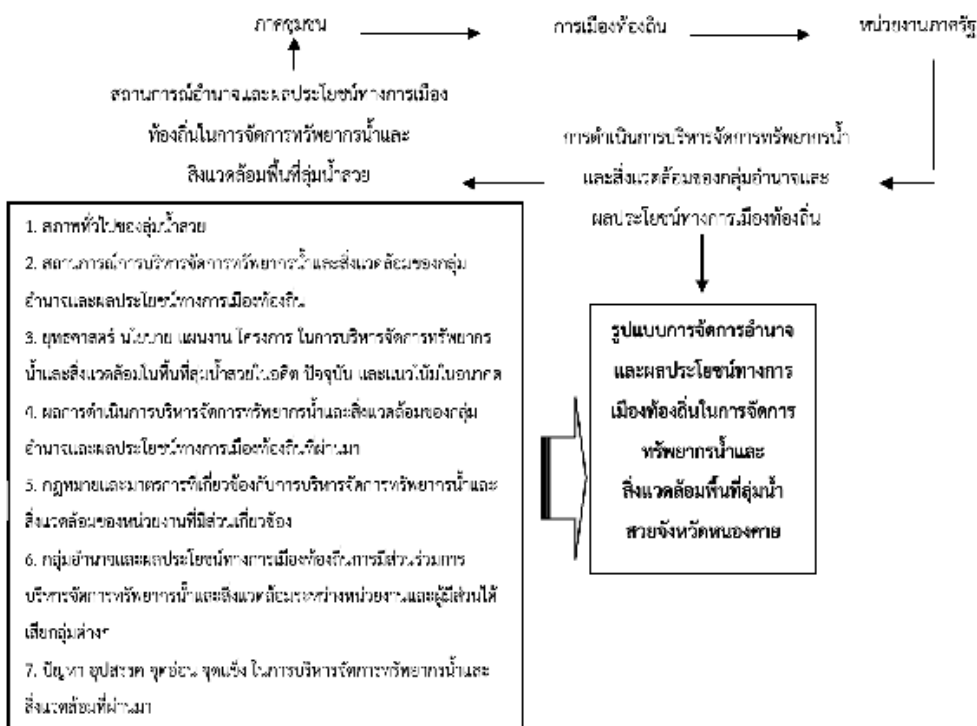 ภาคชุมชน
การเมืองท้องถิ่น
หน่วยงานภาครัฐ
สถานการณ์อำนาจและผลประโยชน์ทางการเมือง
ท้องถิ่นในการจัดการทรัพยากรน้ำและ
สิ่งแวดล้อมพื้นที่ลุ่มน้ำสวย
การดำเนินการบริหารจัดการทรัพยากรน้ำ
และสิ่งแวดล้อมของกลุ่มอำนาจและ
ผลประโยชน์ทางการเมืองท้องถิ่น
1. สภาพทั่วไปของลุ่มน้ำสวย
2. สถานการณ์การบริหารจัดการทรัพยากรน้ำและสิ่งแวดล้อมของกลุ่ม
อำนาจและผลประโยชน์ทางการเมืองท้องถิ่น
3. ยุทธศาสตร์ นโยบาย แผนงาน โครงการ ในการบริหารจัดการทรัพยากร
น้ำและสิ่งแวดล้อมในพื้นที่ลุ่มน้ำสวยในอดีต ปัจจุบัน และแนวโน้มในอนาคต
4. ผลการดำเนินการบริหารจัดการทรัพยากรน้ำและสิ่งแวดล้อมของกลุ่ม
อำนาจและผลประโยชน์ทางการเมืองท้องถิ่นที่ผ่านมา
5. กฎหมายและมาตรการที่เกี่ยวข้องกับการบริหารจัดการทรัพยากรน้ำและ
สิ่งแวดล้อมของหน่วยงานที่มีส่วนเกี่ยวข้อง
6. กลุ่มอำนาจและผลประโยชน์ทางการเมืองท้องถิ่นการมีส่วนร่วมการ
บริหารจัดการทรัพยากรน้ำและสิ่งแวดล้อมระหว่างหน่วยงานและผู้มีส่วนได้
เสียกลุ่มต่างๆ
7. ปัญหา อุปสรรค จุดอ่อน จุดแข็ง ในการบริหารจัดการทรัพยากรน้ำและ
สิ่งแวดล้อมที่ผ่านมา
รูปแบบการจัดการอำนาจ
และผลประโยชน์ทางการ
เมืองท้องถิ่นในการจัดการ
ทรัพยากรน้ำและ
สิ่งแวดล้อมพื้นที่ลุ่มน้ำ
สวยจังหวัดหนองคาย